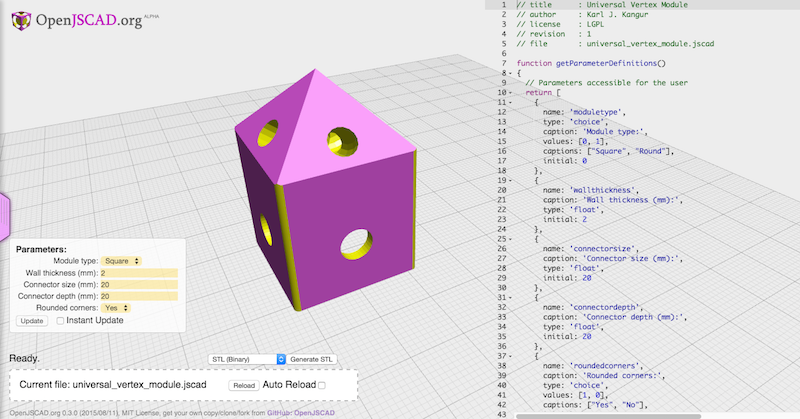 OpenJSCAD.org ALPHA
Parameters:
Module type: Square
Wall thickness (mm): 2
Connector size (mm): 20
Connector depth (mm): 20
Rounded corners: Yes
Update Instant Update
Ready.
STL (Binary) Generate STL
Current file: universal_vertex_module.jscad Reload Auto Reload
OpenJSCAD.org 0.3.0 (2015/08/11), MIT License, get your own copy/clone/fork from GitHub: OpenJSCAD
1 // title : Universal Vertex Module
2 // author : Karl J. Kangur
3 // license : LGPL
4 // revision : 1
5 // file : universal_vertex_module.jscad
6
7 function getParameterDefinitions()
8 {
9 // Parameters accessible for the user
10 return [
11 {
12 name: 'moduletype',
13 type: 'choice',
14 caption: 'Module type:',
15 values: [0, 1],
16 captions: ["Square", "Round"],
17 initial: 0
18 },
19 {
20 name: 'wallthickness',
21 caption: 'Wall thickness (mm):',
22 type: 'float',
23 initial: 2
24 },
25 {
26 name: 'connectorsize',
27 caption: 'Connector size (mm):',
28 type: 'float',
29 initial: 20
30 },
31 {
32 name: 'connectordepth',
33 caption: 'Connector depth (mm):',
34 type: 'float',
35 initial: 20
36 },
37 {
38 name: 'roundedcorners',
39 caption: 'Rounded corners:',
40 type: 'choice',
41 values: [1, 0],
42 captions: ["Yes", "No"],
43